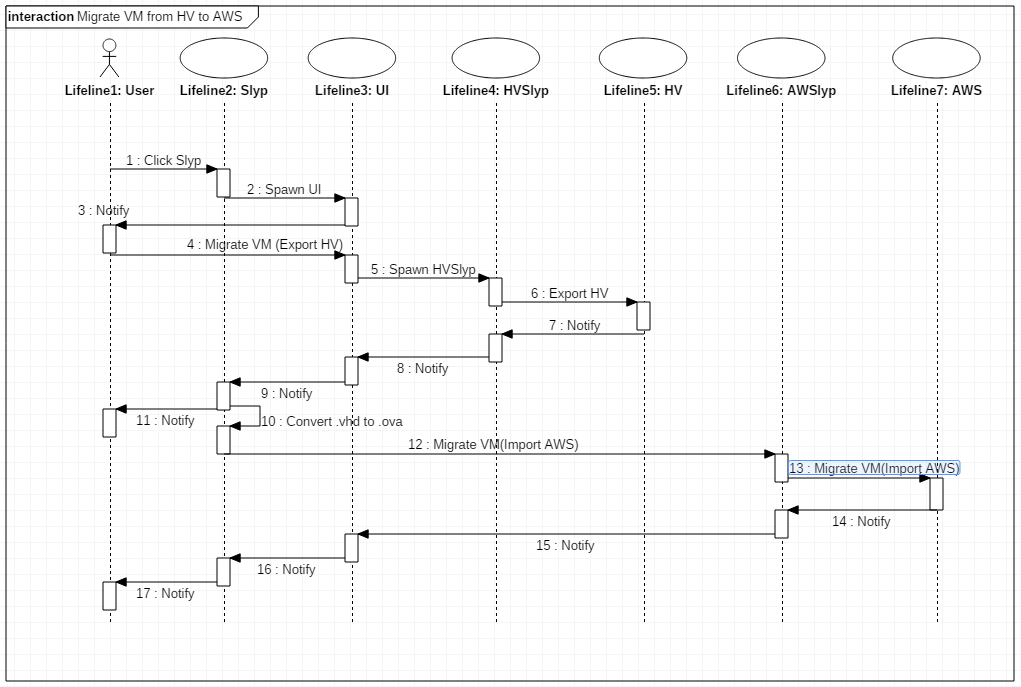 interaction Migrate VM from HV to AWS
Lifeline1: User
Lifeline2: Slyp
Lifeline3: UI
Lifeline4: HVSlyp
Lifeline5: HV
Lifeline6: AWSlyp
Lifeline7: AWS
1 : Click Slyp
2 : Spawn UI
3 : Notify
4 : Migrate VM (Export HV)
5 : Spawn HVSlyp
6 : Export HV
7 : Notify
8 : Notify
9 : Notify
11 : Notify
10 : Convert .vhd to .ova
12 : Migrate VM(Import AWS)
13 : Migrate VM(Import AWS)
14 : Notify
15 : Notify
16 : Notify
17 : Notify